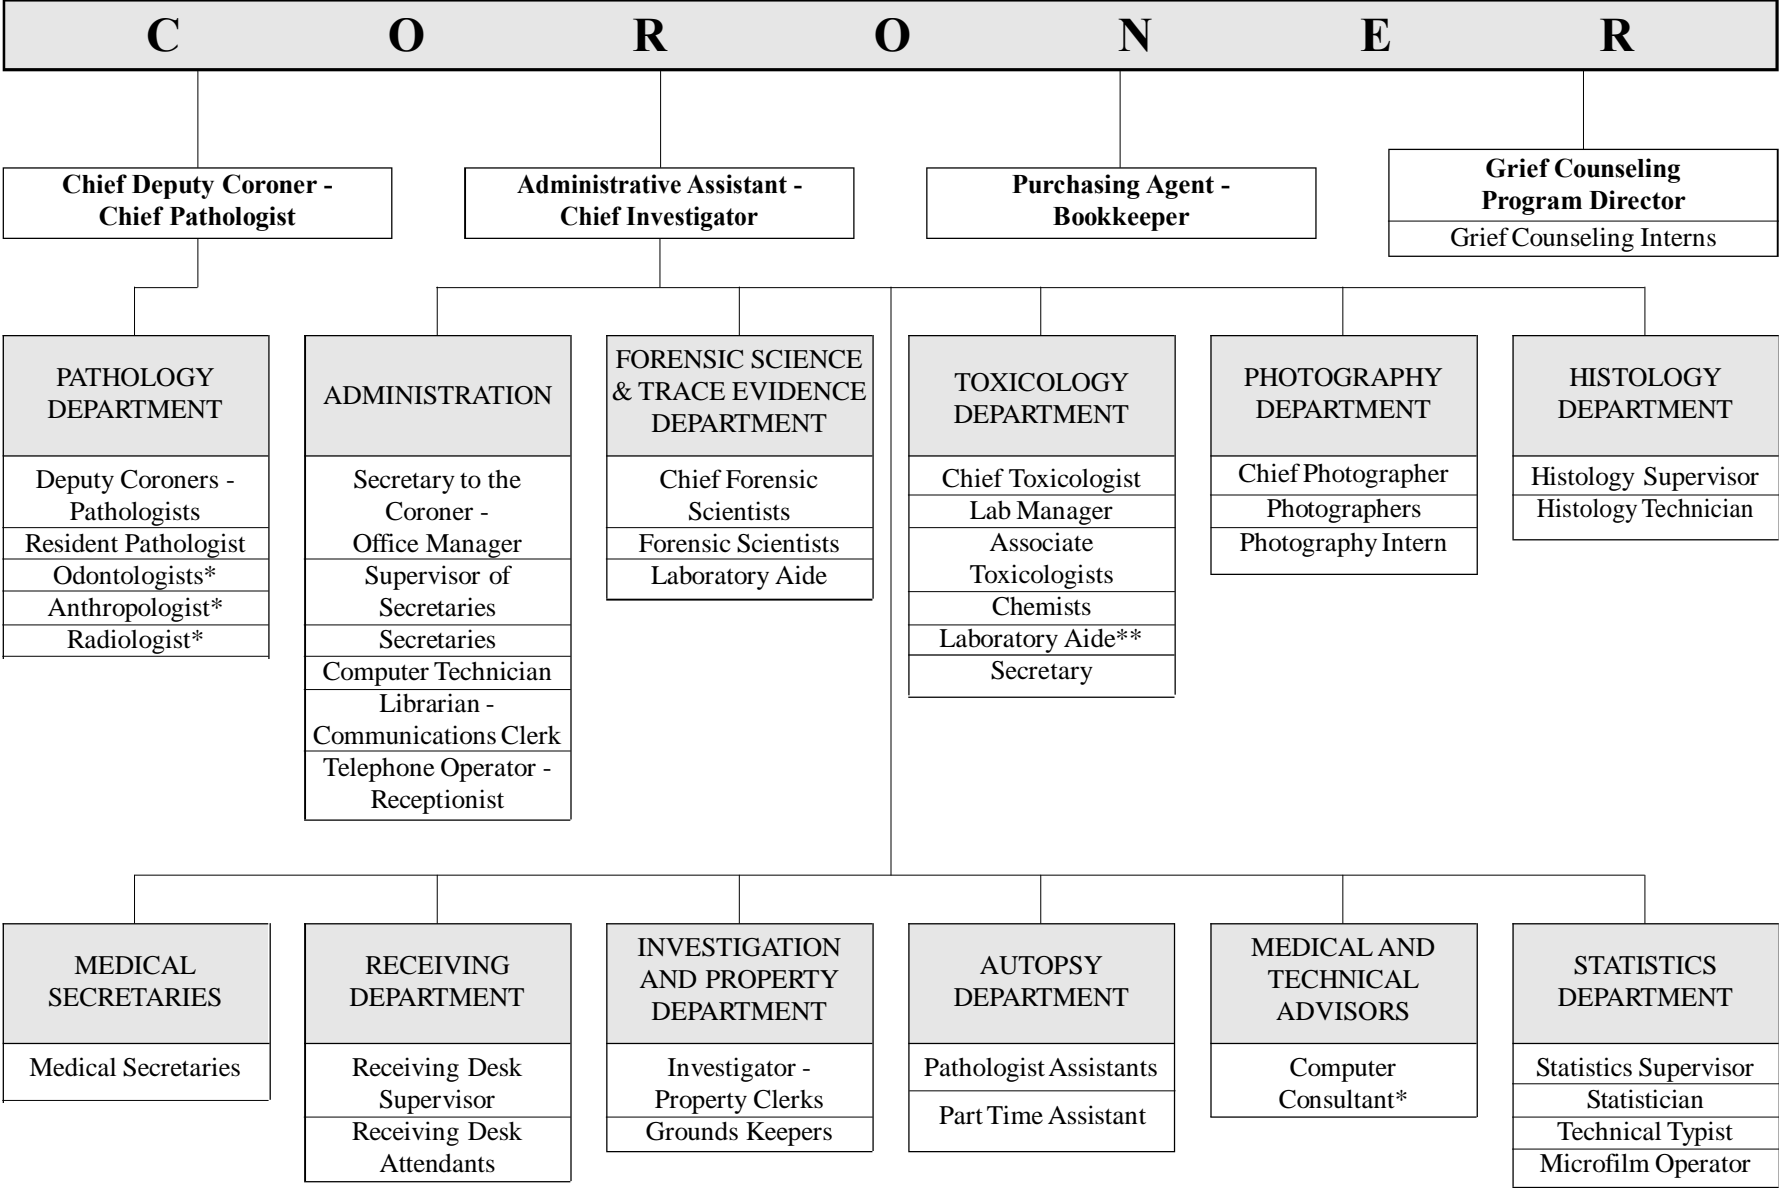 C O R O N E R
Chief Deputy Coroner -
Chief Pathologist
Administrative Assistant -
Chief Investigator
Purchasing Agent -
Bookkeeper
Grief Counseling
Program Director
Grief Counseling Interns
PATHOLOGY
DEPARTMENT
Deputy Coroners -
Pathologists
Resident Pathologist
Odontologists*
Anthropologist*
Radiologist*
ADMINISTRATION
Secretary to the
Coroner -
Office Manager
Supervisor of
Secretaries
Secretaries
Computer Technician
Librarian -
Communications Clerk
Telephone Operator -
Receptionist
FORENSIC SCIENCE
& TRACE EVIDENCE
DEPARTMENT
Chief Forensic
Scientists
Forensic Scientists
Laboratory Aide
TOXICOLOGY
DEPARTMENT
Chief Toxicologist
Lab Manager
Associate
Toxicologists
Chemists
Laboratory Aide**
Secretary
PHOTOGRAPHY
DEPARTMENT
Chief Photographer
Photographers
Photography Intern
HISTOLOGY
DEPARTMENT
Histology Supervisor
Histology Technician
MEDICAL
SECRETARIES
Medical Secretaries
RECEIVING
DEPARTMENT
Receiving Desk
Supervisor
Receiving Desk
Attendants
INVESTIGATION
AND PROPERTY
DEPARTMENT
Investigator -
Property Clerks
Grounds Keepers
AUTOPSY
DEPARTMENT
Pathologist Assistants
Part Time Assistant
MEDICAL AND
TECHNICAL
ADVISORS
Computer
Consultant*
STATISTICS
DEPARTMENT
Statistics Supervisor
Statistician
Technical Typist
Microfilm Operator